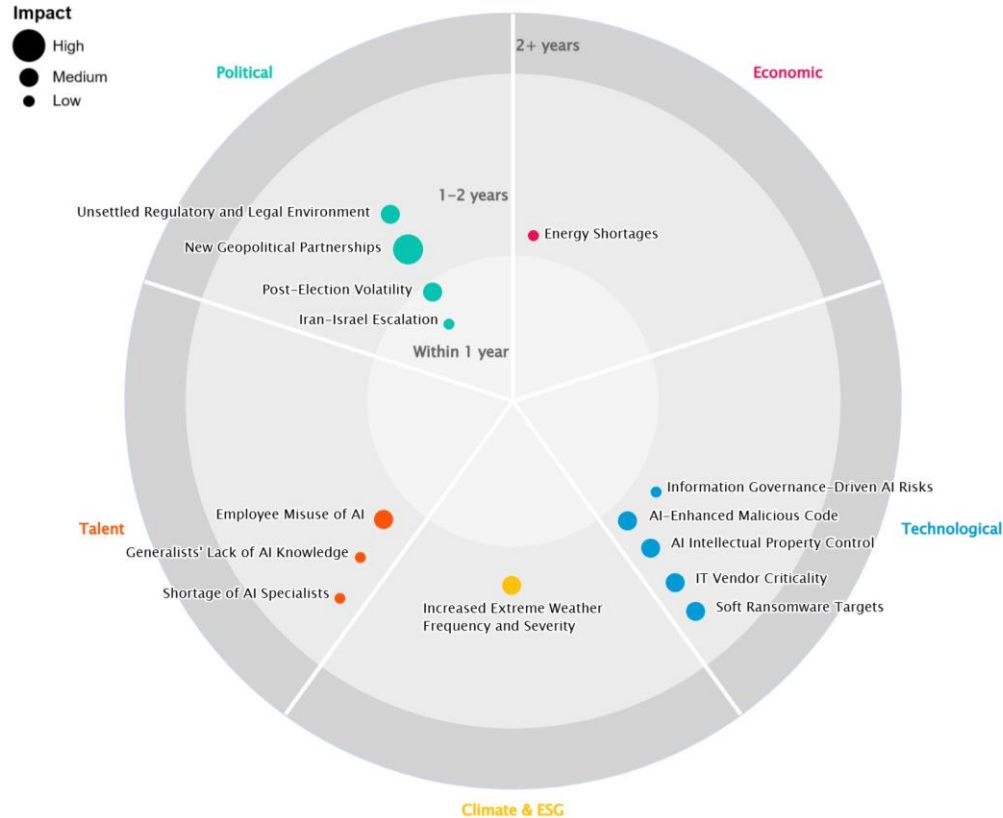 Impact
High
Medium
Low
2+ years
Political
Economic
1–2 years
Unsettled Regulatory and Legal Environment
Energy Shortages
New Geopolitical Partnerships
Post–Election Volatility
Iran–Israel Escalation
Within 1 year
Information Governance–Driven AI Risks
Employee Misuse of AI
AI–Enhanced Malicious Code
Talent
Technological
AI Intellectual Property Control
Generalists' Lack of AI Knowledge
IT Vendor Criticality
Shortage of AI Specialists
Soft Ransomware Targets
Increased Extreme Weather
Frequency and Severity
Climate & ESG